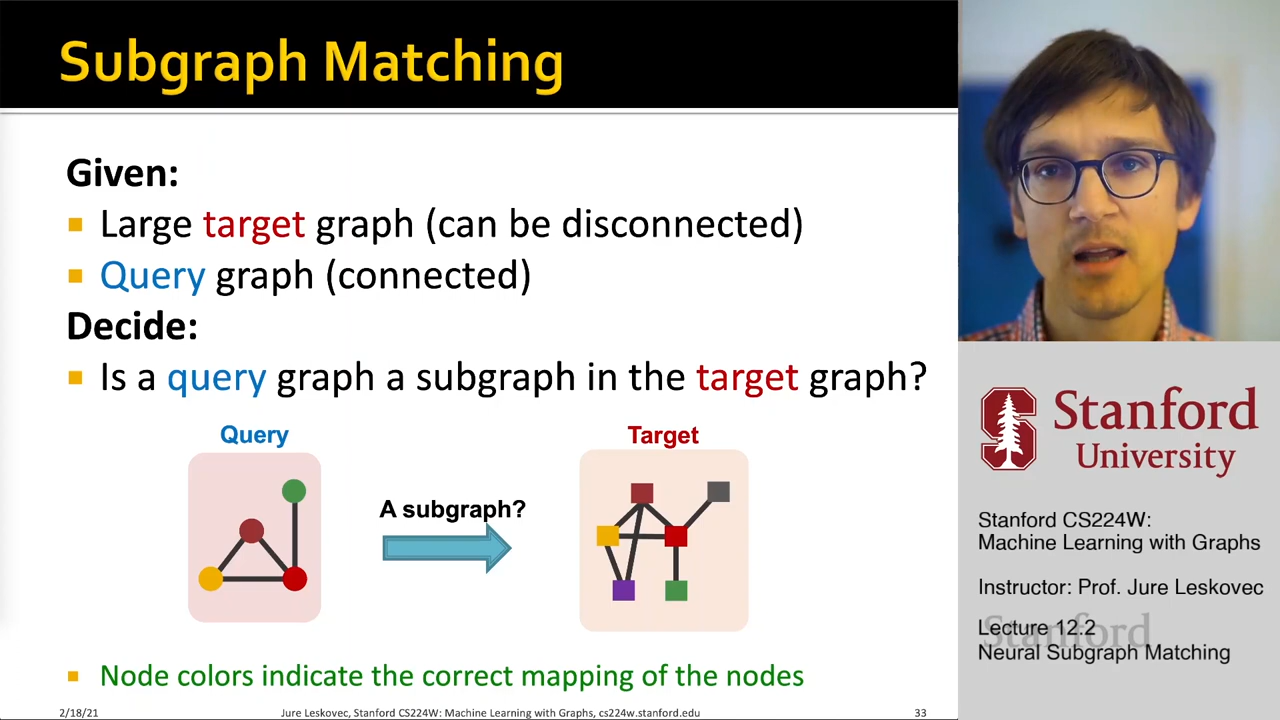 Subgraph Matching
Given:
Large target graph (can be disconnected)
Query graph (connected)
Decide:
Is a query graph a subgraph in the target graph?
Query
Target
A subgraph?
Node colors indicate the correct mapping of the nodes
2/18/21
Jure Leskovec, Stanford CS224W: Machine Learning with Graphs, cs224w.stanford.edu
33
Stanford
University
Stanford CS224W:
Machine Learning with Graphs
Instructor: Prof. Jure Leskovec
Stanford
Lecture 12.2
Neural Subgraph Matching